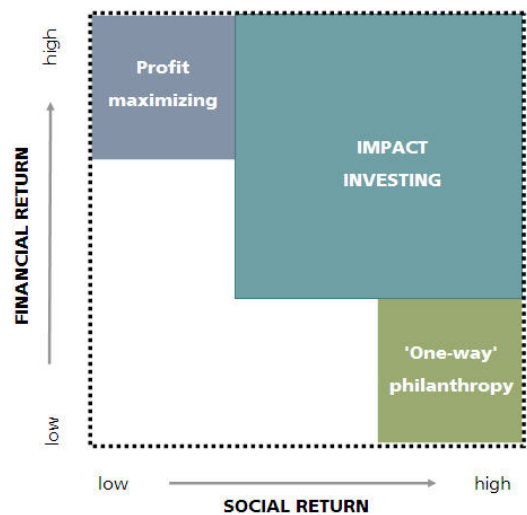 high
Profit
maximizing
IMPACT
INVESTING
FINANCIAL RETURN
'One-way'
philanthropy
low
low
high
SOCIAL RETURN